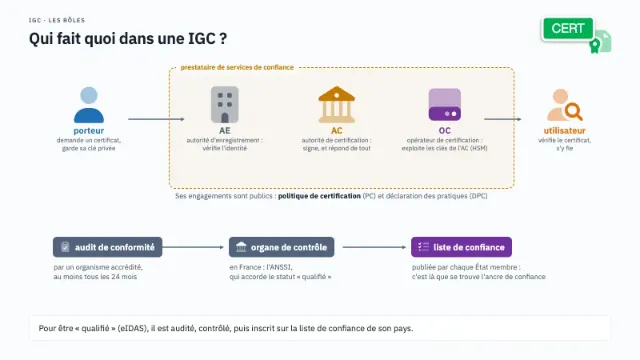 IGC · LES RÔLES
Qui fait quoi dans une IGC ?
CERT
prestataire de services de confiance
porteur
demande un certificat,
garde sa clé privée
AE
autorité d'enregistrement :
vérifie l'identité
AC
autorité de certification :
signe, et répond de tout
OC
opérateur de certification :
exploite les clés de l'AC (HSM)
utilisateur
vérifie le certificat,
s'y fie
Ses engagements sont publics : politique de certification (PC) et déclaration des pratiques (DPC)
audit de conformité
par un organisme accrédité,
au moins tous les 24 mois
organe de contrôle
en France : l'ANSSI,
qui accorde le statut « qualifié »
liste de confiance
publiée par chaque État membre :
c'est là que se trouve l'ancre de confiance
Pour être « qualifié » (eIDAS), il est audité, contrôlé, puis inscrit sur la liste de confiance de son pays.